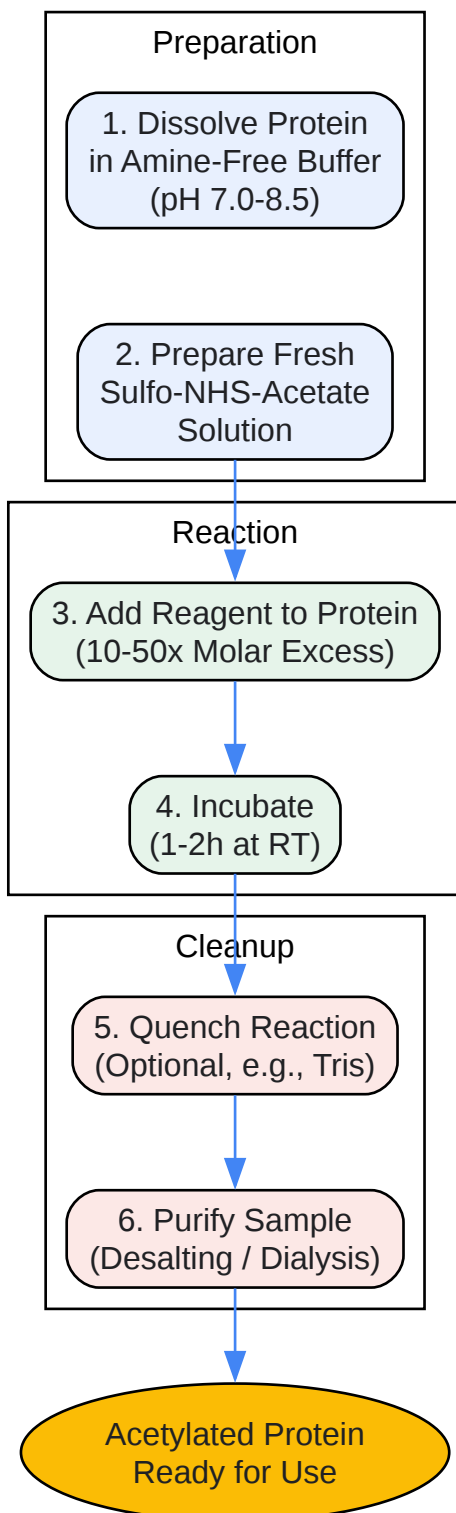 Preparation
1. Dissolve Protein
in Amine-Free Buffer
(pH 7.0-8.5)
2. Prepare Fresh
Sulfo-NHS-Acetate
Solution
Reaction
3. Add Reagent to Protein
(10-50x Molar Excess)
4. Incubate
(1-2h at RT)
Cleanup
5. Quench Reaction
(Optional, e.g., Tris)
6. Purify Sample
(Desalting / Dialysis)
Acetylated Protein
Ready for Use